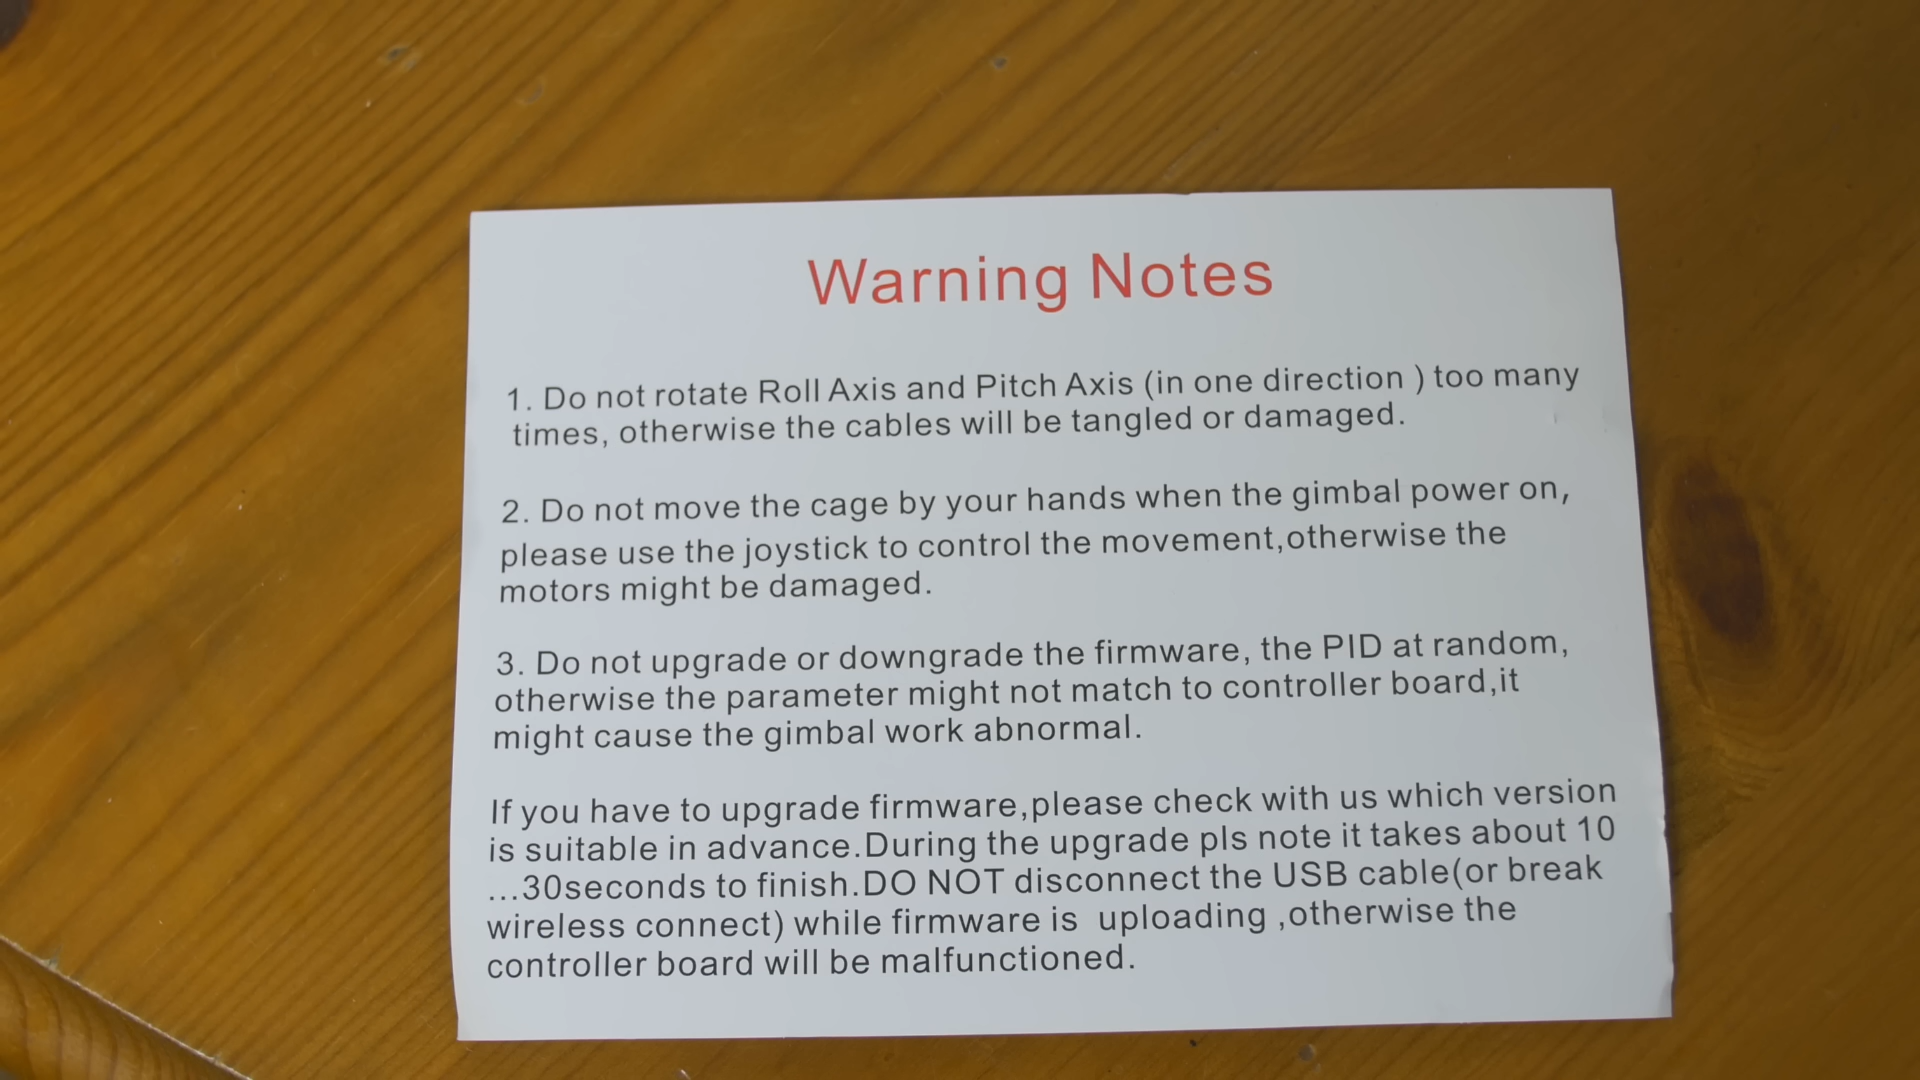 Warning Notes
1. Do not rotate Roll Axis and Pitch Axis (in one direction ) too many
times, otherwise the cables will be tangled or damaged.
2. Do not move the cage by your hands when the gimbal power on,
please use the joystick to control the movement,otherwise the
motors might be damaged.
3. Do not upgrade or downgrade the firmware, the PID at random,
otherwise the parameter might not match to controller board,it
might cause the gimbal work abnormal.
If you have to upgrade firmware,please check with us which version
is suitable in advance.During the upgrade pls note it takes about 10
...30seconds to finish.DO NOT disconnect the USB cable(or break
wireless connect) while firmware is  uploading ,otherwise the
controller board will be malfunctioned.